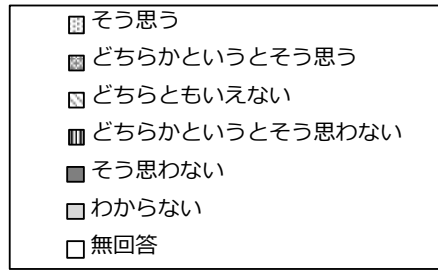 そう思う
どちらかというとそう思う
どちらともいえない
どちらかというとそう思わない
そう思わない
わからない
無回答